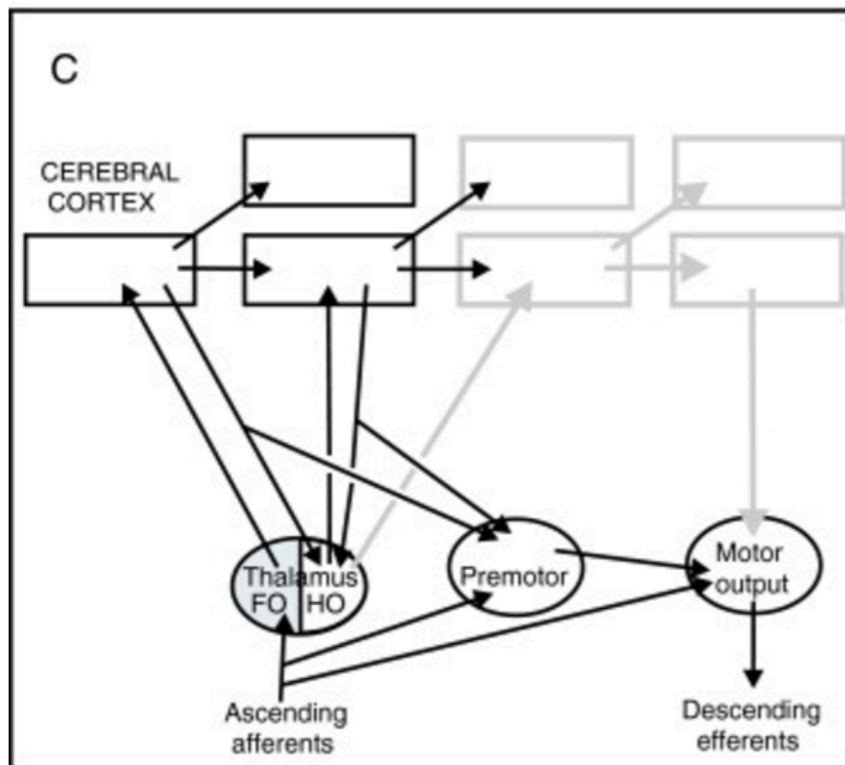 C
CEREBRAL
CORTEX
Thalamus
FO HO
Premotor
Motor
output
Ascending
afferents
Descending
efferents